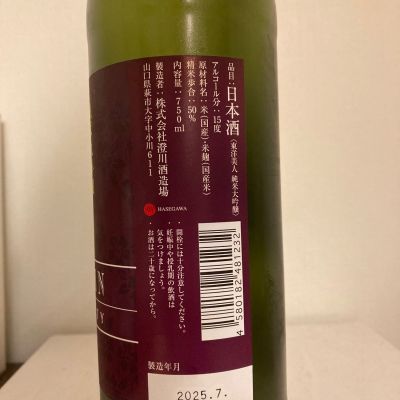 品目：日本酒（東洋美人 純米大吟醸）
アルコール分：15度
原材料名：米（国産）・米麹（国産米）
精米歩合：50％
内容量：750ml
製造者：株式会社澄川酒造場
山口県萩市大字中小川611
HASEGAWA
・開栓には十分注意してください。
・妊娠中や授乳期の飲酒は
気をつけましょう。
・お酒は二十歳になってから。
4 580182 481232
N
Y
製造年月
2025.7.